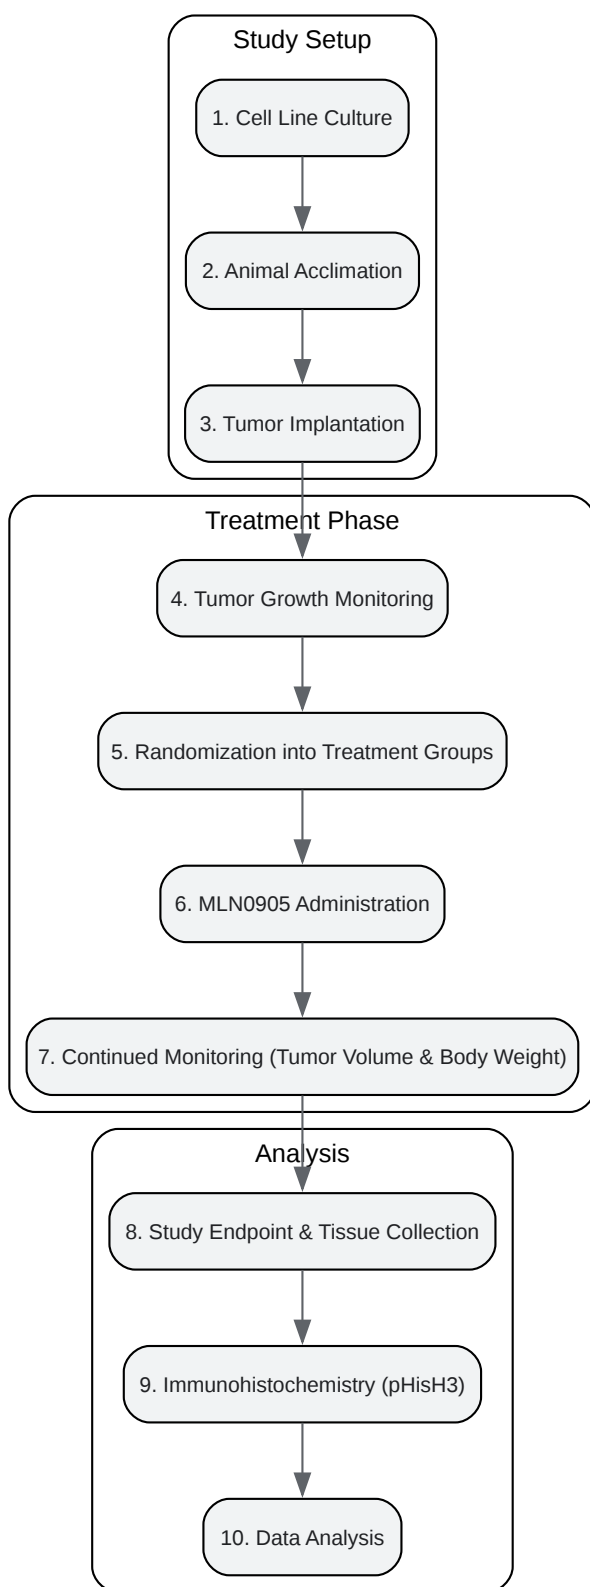 Study Setup
1. Cell Line Culture
2. Animal Acclimation
3. Tumor Implantation
Treatment Phase
4. Tumor Growth Monitoring
5. Randomization into Treatment Groups
6. MLN0905 Administration
7. Continued Monitoring (Tumor Volume & Body Weight)
Analysis
8. Study Endpoint & Tissue Collection
9. Immunohistochemistry (pHisH3)
10. Data Analysis